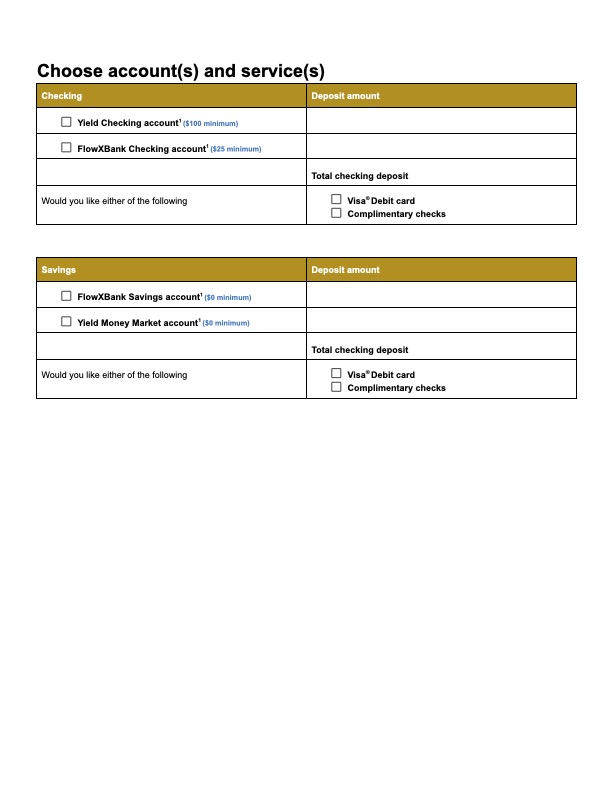 Choose account(s) and service(s)
Checking
Deposit amount
Yield Checking account¹ ($100 minimum)
FlowXBank Checking account¹ ($25 minimum)
Total checking deposit
Would you like either of the following
Visa® Debit card
Complimentary checks
Savings
Deposit amount
FlowXBank Savings account¹ ($0 minimum)
Yield Money Market account¹ ($0 minimum)
Total checking deposit
Would you like either of the following
Visa® Debit card
Complimentary checks